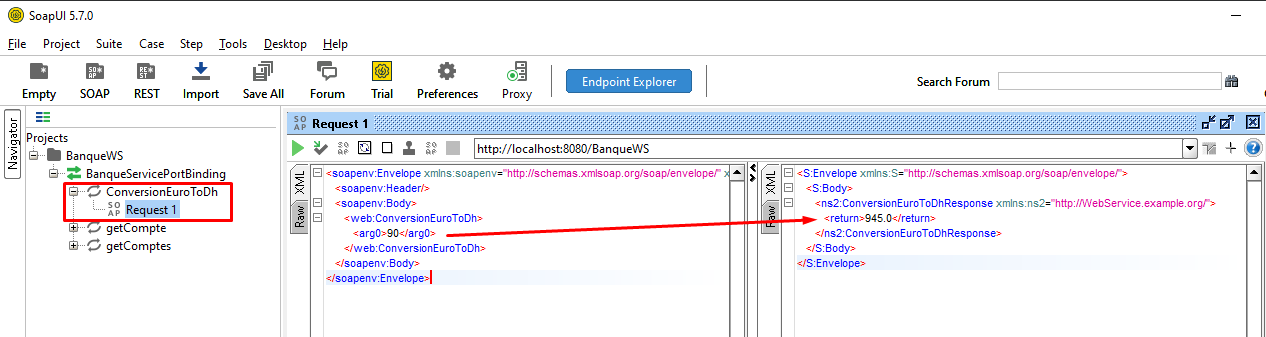 SoapUI 5.7.0
File Project Suite Case Step Tools Desktop Help
Empty SOAP REST Import Save All Forum Trial Preferences Proxy Endpoint Explorer Search Forum
Navigator
Projects
BanqueWS
BanqueServicePortBinding
ConversionEuroToDh
SOAP Request 1
getCompte
getComptes
SOAP Request 1
http://localhost:8080/BanqueWS
XML
Raw
<soapenv:Envelope xmlns:soapenv="http://schemas.xmlsoap.org/soap/envelope/" x
<soapenv:Header/>
<soapenv:Body>
<web:ConversionEuroToDh>
<arg0>90</arg0>
</web:ConversionEuroToDh>
</soapenv:Body>
</soapenv:Envelope>
XML
Raw
<S:Envelope xmlns:S="http://schemas.xmlsoap.org/soap/envelope/">
<S:Body>
<ns2:ConversionEuroToDhResponse xmlns:ns2="http://WebService.example.org/">
<return>945.0</return>
</ns2:ConversionEuroToDhResponse>
</S:Body>
</S:Envelope>